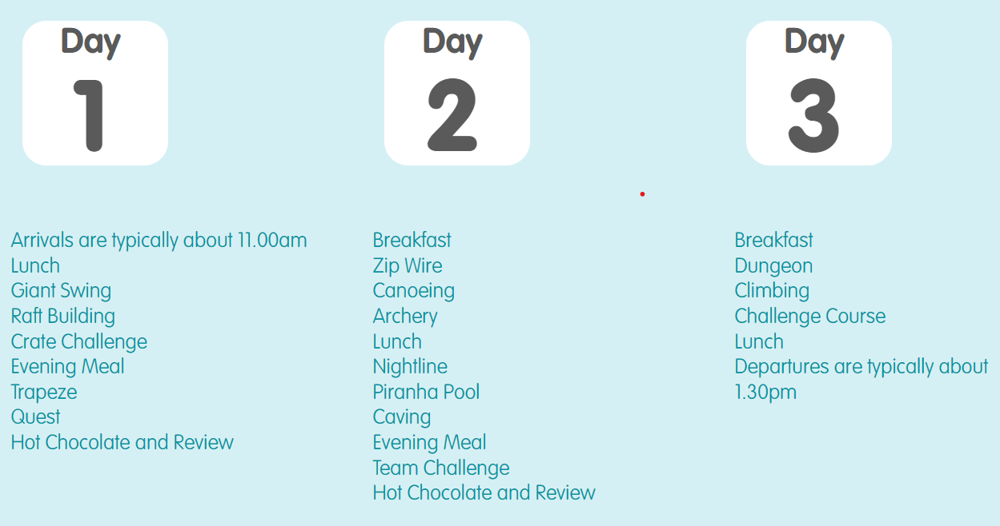 Day
1
Arrivals are typically about 11.00am
Lunch
Giant Swing
Raft Building
Crate Challenge
Evening Meal
Trapeze
Quest
Hot Chocolate and Review
Day
2
Breakfast
Zip Wire
Canoeing
Archery
Lunch
Nightline
Piranha Pool
Caving
Evening Meal
Team Challenge
Hot Chocolate and Review
Day
3
Breakfast
Dungeon
Climbing
Challenge Course
Lunch
Departures are typically about
1.30pm